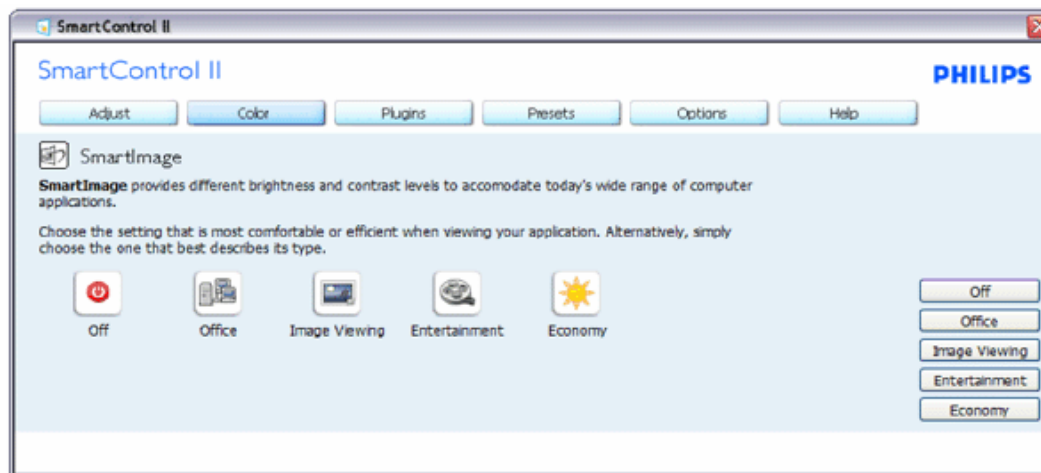 SmartControl II
SmartControl II
PHILIPS
Adjust
Color
Plugins
Presets
Options
Help
SmartImage
SmartImage provides different brightness and contrast levels to accomodate today's wide range of computer
applications.
Choose the setting that is most comfortable or efficient when viewing your application. Alternatively, simply
choose the one that best describes its type.
Off
Office
Image Viewing
Entertainment
Economy
Off
Office
Image Viewing
Entertainment
Economy